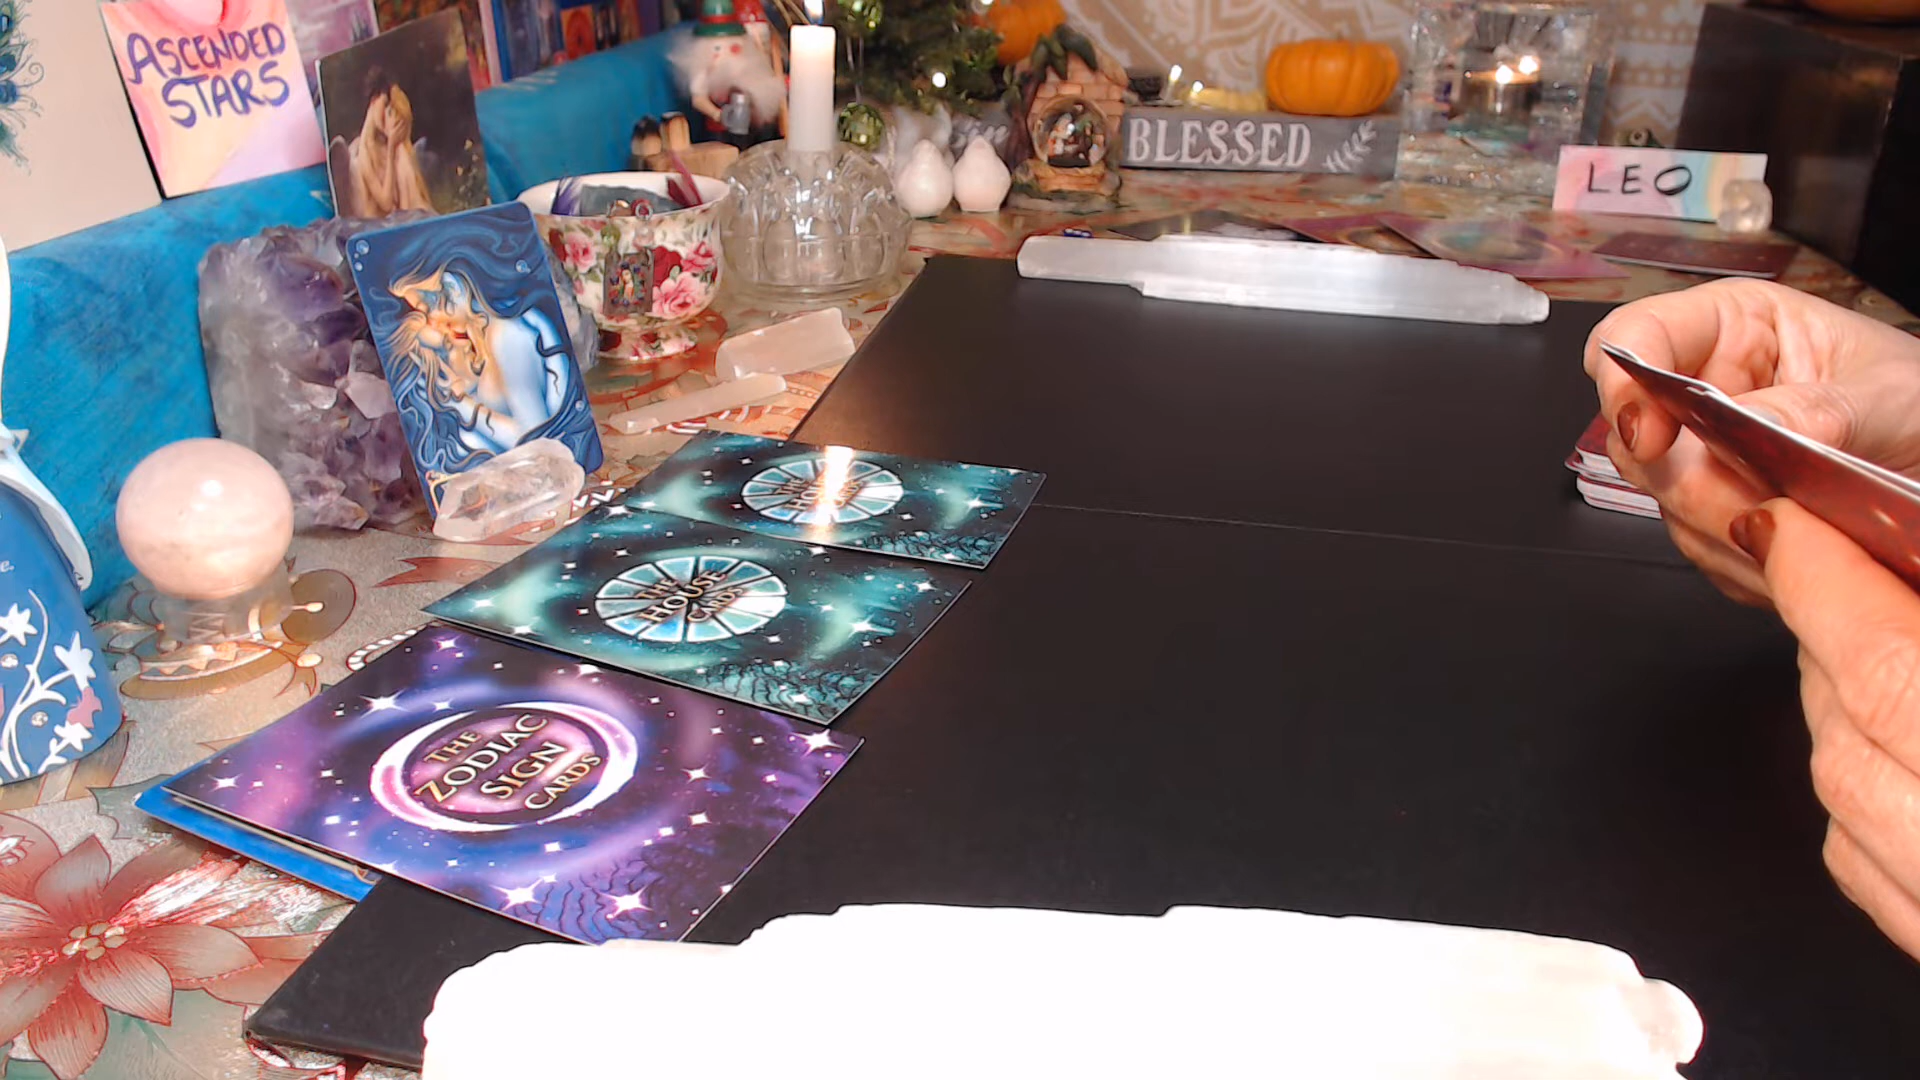 ASCENDED
STARS
BLESSED
LEO
THE
HOUSE
CARDS
THE
HOUSE
CARDS
THE
ZODIAC
SIGN
CARDS